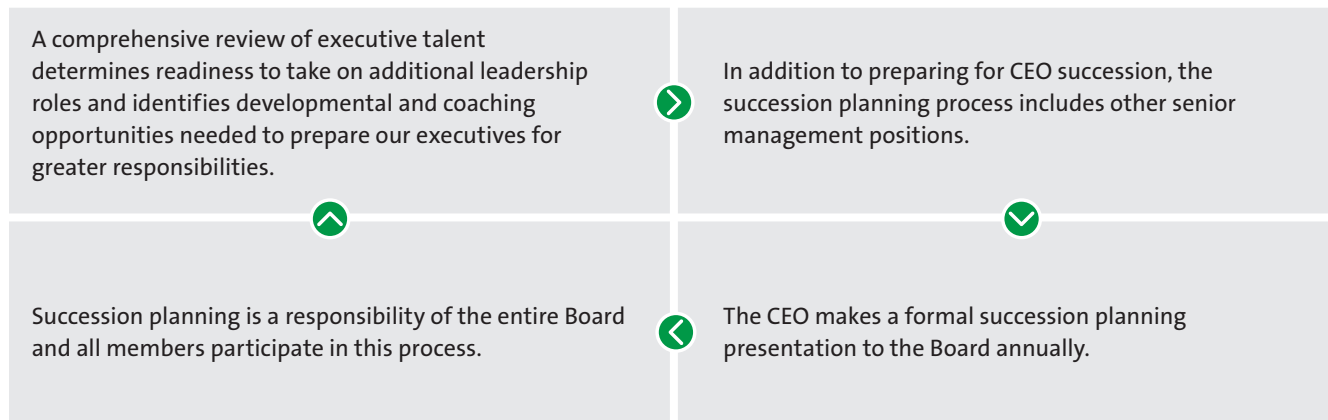 A comprehensive review of executive talent
determines readiness to take on additional leadership
roles and identifies developmental and coaching
opportunities needed to prepare our executives for
greater responsibilities.
In addition to preparing for CEO succession, the
succession planning process includes other senior
management positions.
Succession planning is a responsibility of the entire Board
and all members participate in this process.
The CEO makes a formal succession planning
presentation to the Board annually.